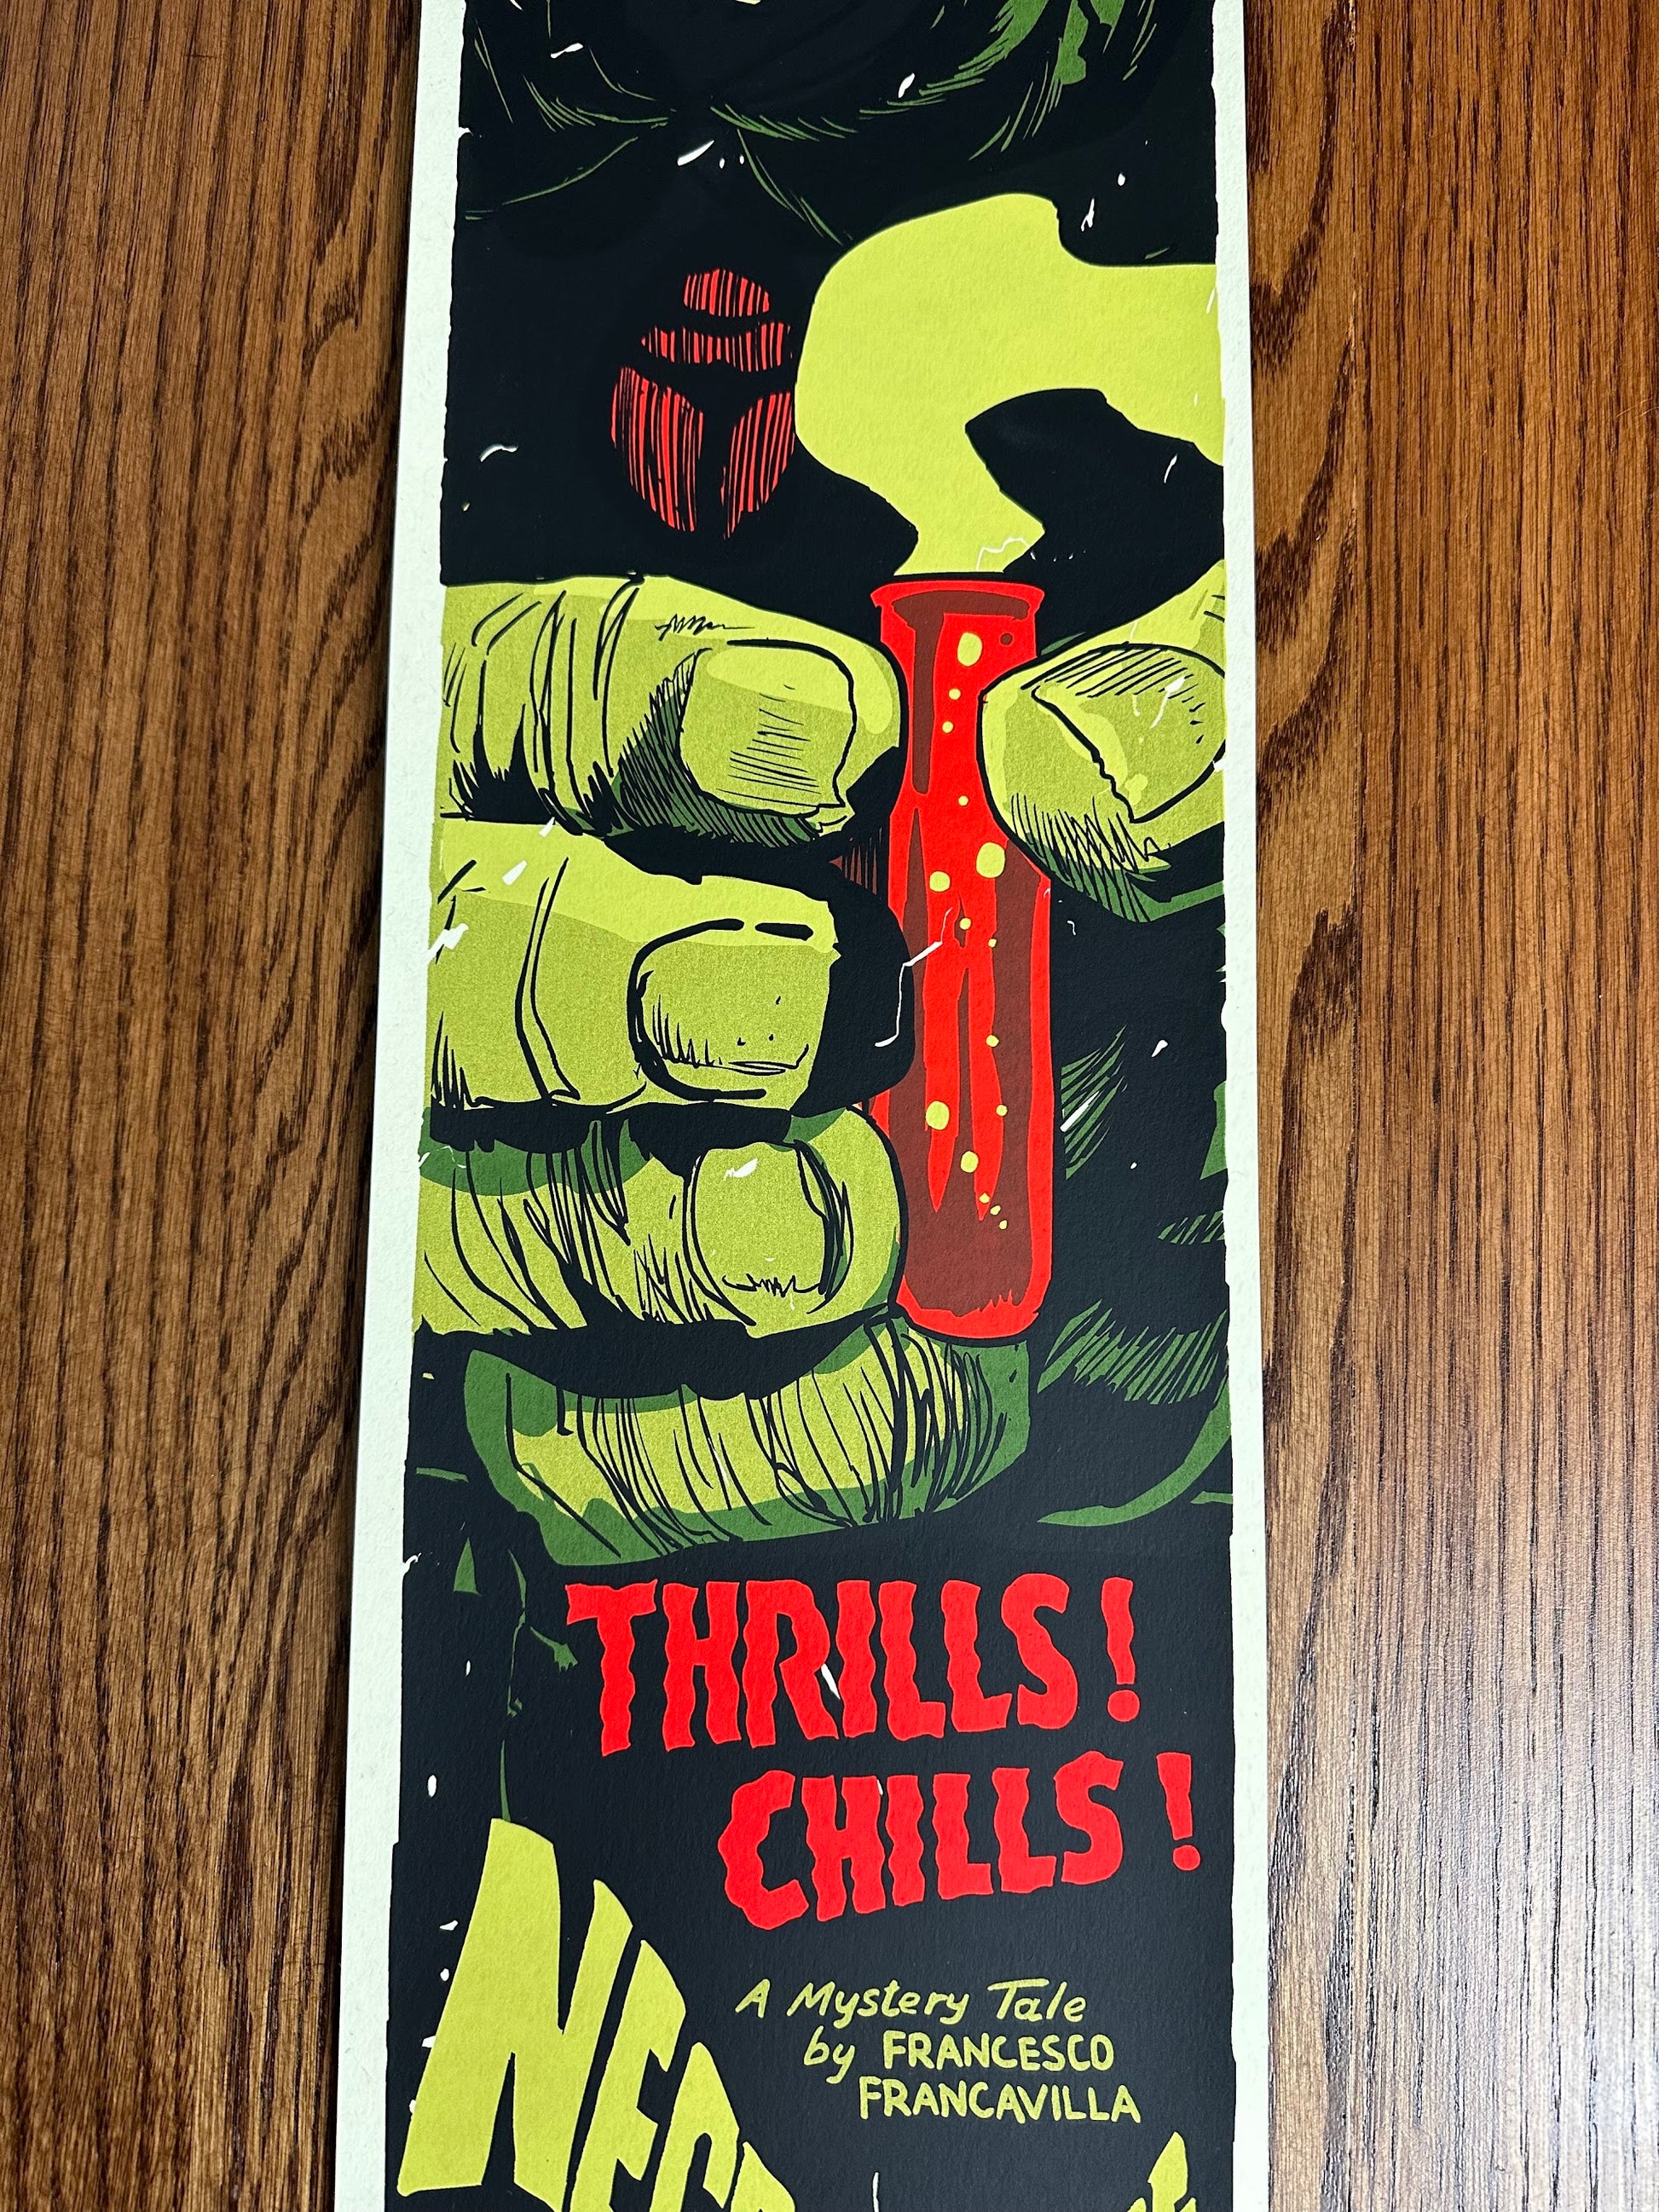 THRILLS!
CHILLS!
A Mystery Tale
by FRANCESCO
FRANCAVILLA